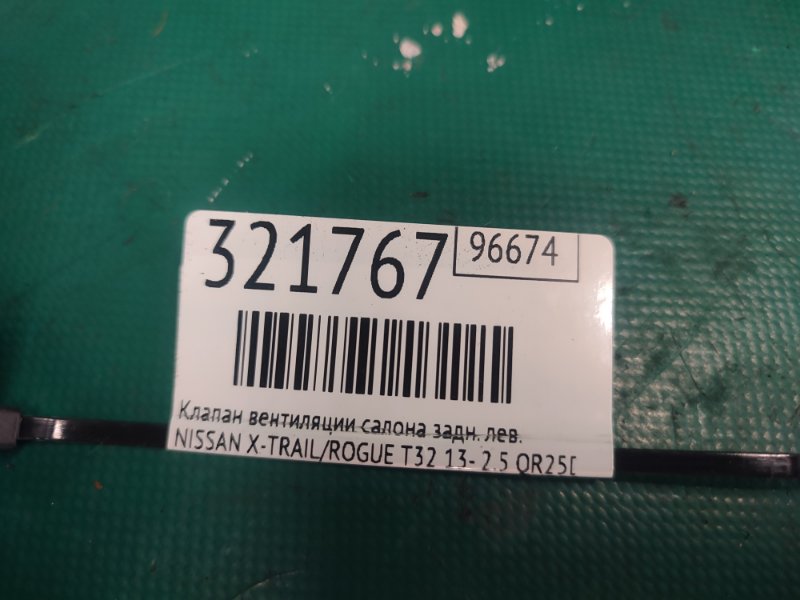 321767
96674
Клапан вентиляции салона задн. лев.
NISSAN X-TRAIL/ROGUE T32 13- 2.5 QR25[